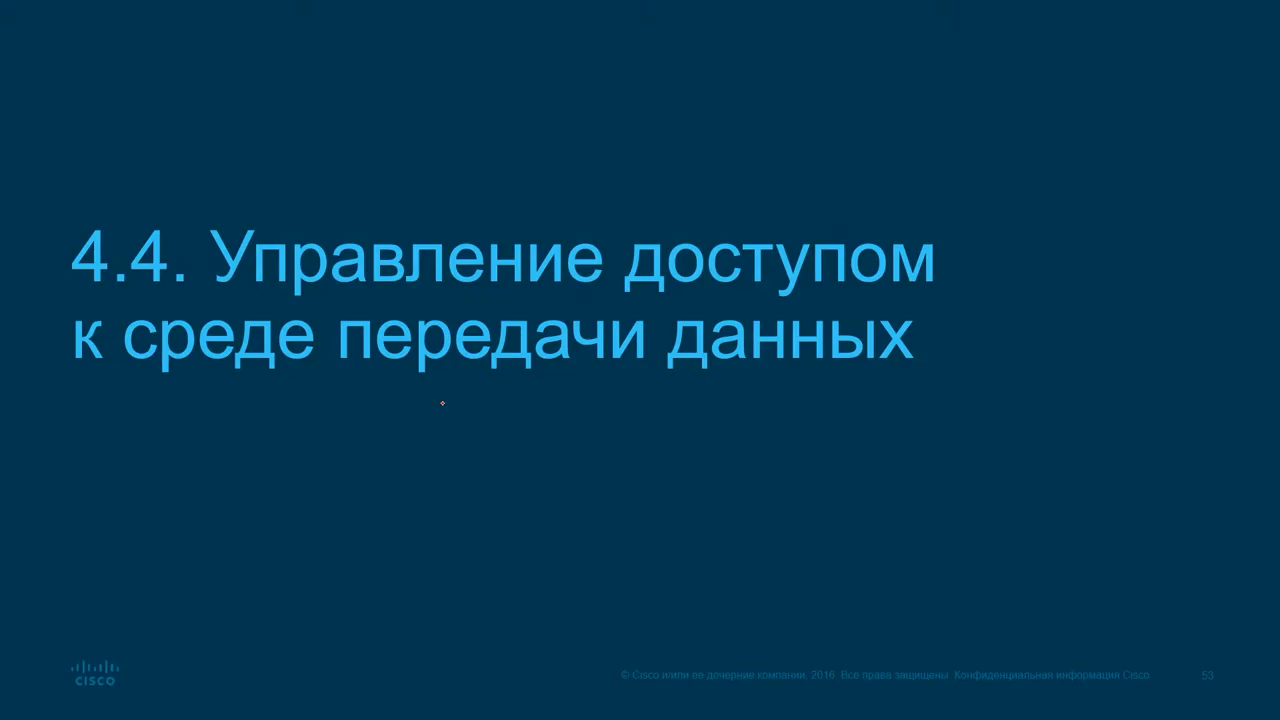 4.4. Управление доступом
к среде передачи данных
CISCO
© Cisco и/или ее дочерние компании, 2016. Все права защищены. Конфиденциальная информация Cisco
53